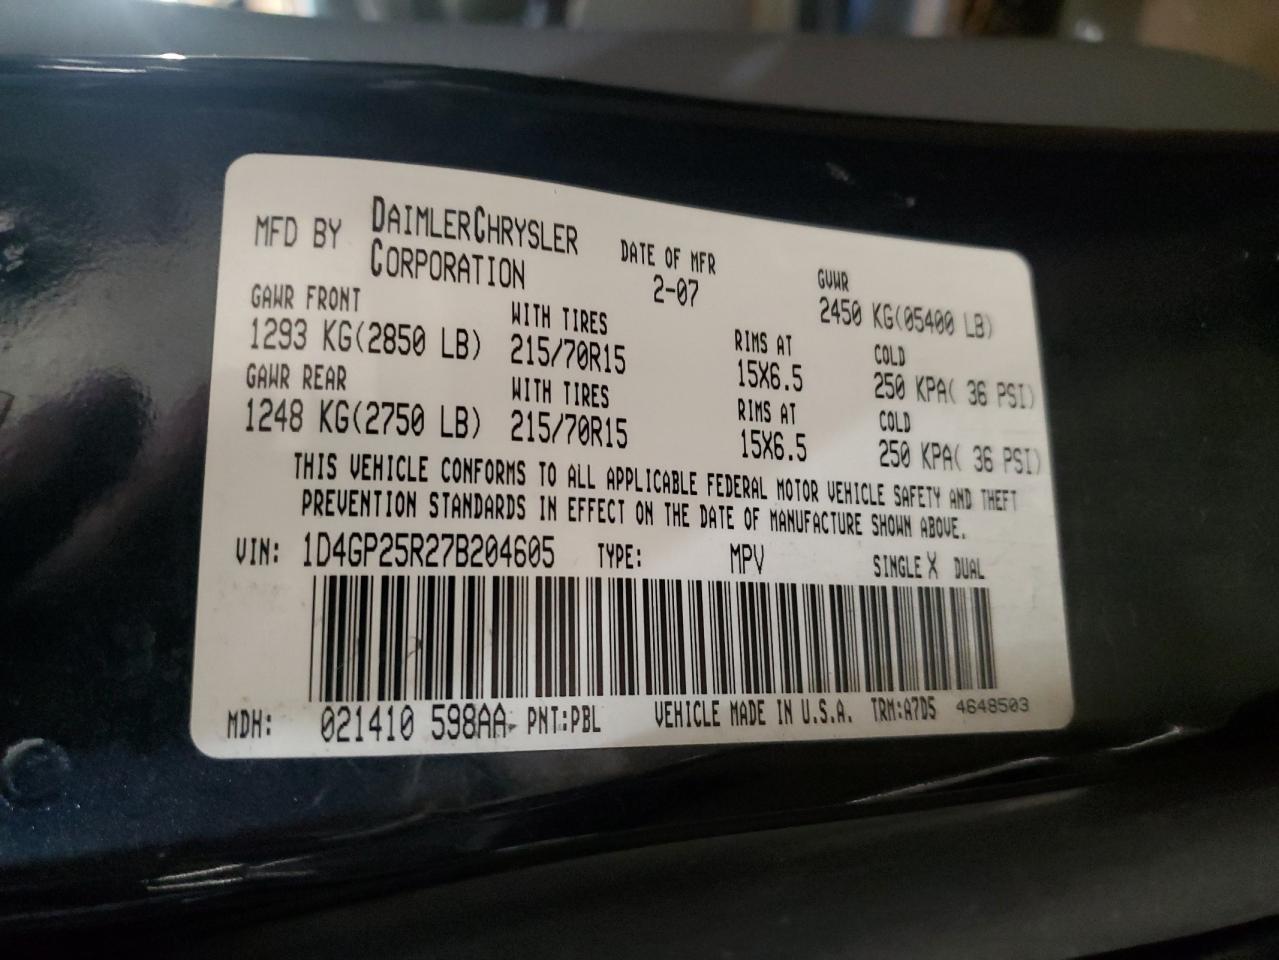 MFD BY DAIMLERCHRYSLER CORPORATION DATE OF MFR 2-07 GVWR 2450 KG(05400 LB)
GAWR FRONT WITH TIRES RIMS AT COLD
1293 KG(2850 LB) 215/70R15 15X6.5 250 KPA( 36 PSI)
GAWR REAR WITH TIRES RIMS AT COLD
1248 KG(2750 LB) 215/70R15 15X6.5 250 KPA( 36 PSI)
THIS VEHICLE CONFORMS TO ALL APPLICABLE FEDERAL MOTOR VEHICLE SAFETY AND THEFT
PREVENTION STANDARDS IN EFFECT ON THE DATE OF MANUFACTURE SHOWN ABOVE.
VIN: 1D4GP25R27B204605 TYPE: MPV SINGLE X DUAL
MDH: 021410 598AA- PNT:PBL VEHICLE MADE IN U.S.A. TRM:A7D5 4648503